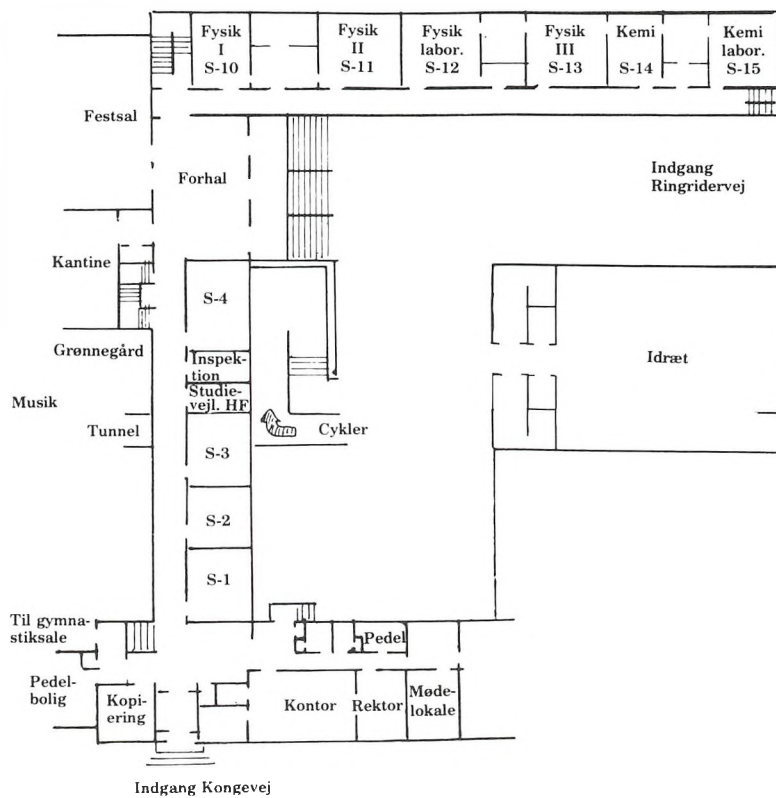 Fysik
I
S-10
Fysik
II
S-11
Fysik
labor.
S-12
Fysik
III
S-13
Kemi
S-14
Kemi
labor.
S-15
Festsal
Forhal
Indgang
Ringridervej
Kantine
S-4
Grønnegård
Inspek-
tion
Idræt
Studie-
vejl. HF
Musik
Tunnel
Cykler
S-3
S-2
S-1
Til gymna-
stiksale
Pedel
Pedel-
bolig
Kopi-
ering
Kontor
Rektor
Møde-
lokale
Indgang Kongevej